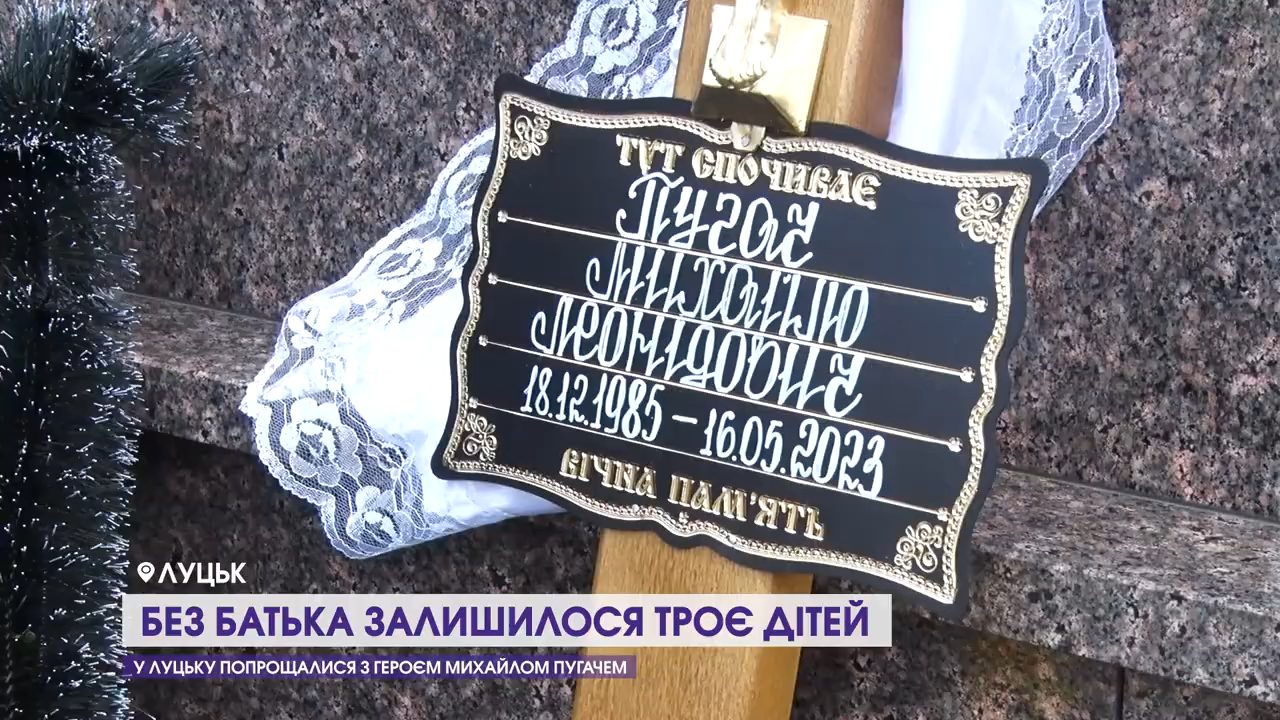 ТУТ СПОЧИВАЄ
Пугач
Михайло
Леонідович
18.12.1985 – 16.05.2023
ВІЧНА ПАМ'ЯТЬ
ЛУЦЬК
БЕЗ БАТЬКА ЗАЛИШИЛОСЯ ТРОЄ ДІТЕЙ
У ЛУЦЬКУ ПОПРОЩАЛИСЯ З ГЕРОЄМ МИХАЙЛОМ ПУГАЧЕМ